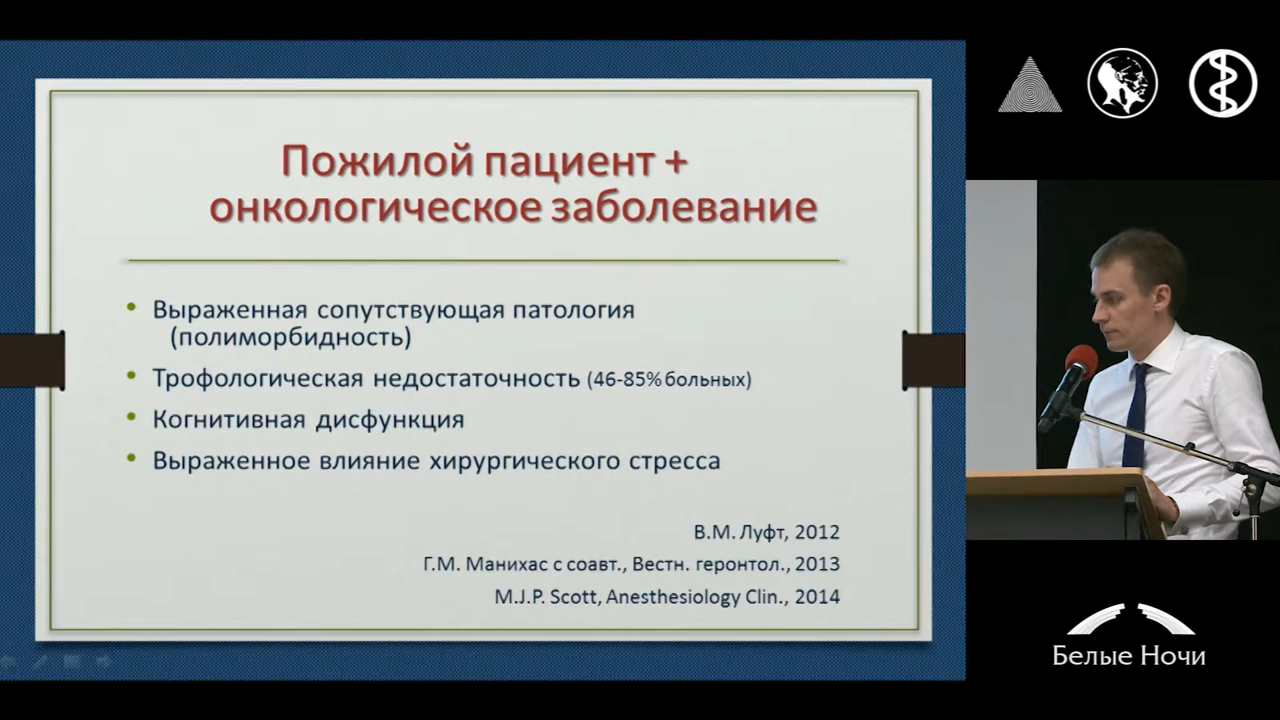 Пожилой пациент +
онкологическое заболевание
• Выраженная сопутствующая патология
(полиморбидность)
• Трофологическая недостаточность (46-85% больных)
• Когнитивная дисфункция
• Выраженное влияние хирургического стресса
В.М. Луфт, 2012
Г.М. Манихас с соавт., Вестн. геронтол., 2013
M.J.P. Scott, Anesthesiology Clin., 2014
Белые Ночи